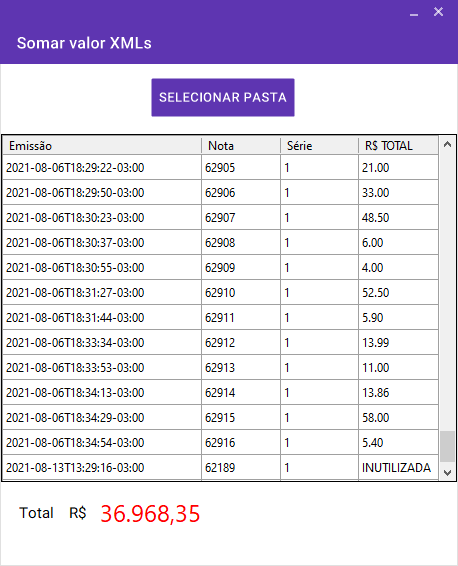 Somar valor XMLs
SELECIONAR PASTA
Emissão Nota Série R$ TOTAL
2021-08-06T18:29:22-03:00 62905 1 21.00
2021-08-06T18:29:50-03:00 62906 1 33.00
2021-08-06T18:30:23-03:00 62907 1 48.50
2021-08-06T18:30:37-03:00 62908 1 6.00
2021-08-06T18:30:55-03:00 62909 1 4.00
2021-08-06T18:31:27-03:00 62910 1 52.50
2021-08-06T18:31:44-03:00 62911 1 5.90
2021-08-06T18:33:34-03:00 62912 1 13.99
2021-08-06T18:33:53-03:00 62913 1 11.00
2021-08-06T18:34:13-03:00 62914 1 13.86
2021-08-06T18:34:29-03:00 62915 1 58.00
2021-08-06T18:34:54-03:00 62916 1 5.40
2021-08-13T13:29:16-03:00 62189 1 INUTILIZADA
Total R$ 36.968,35